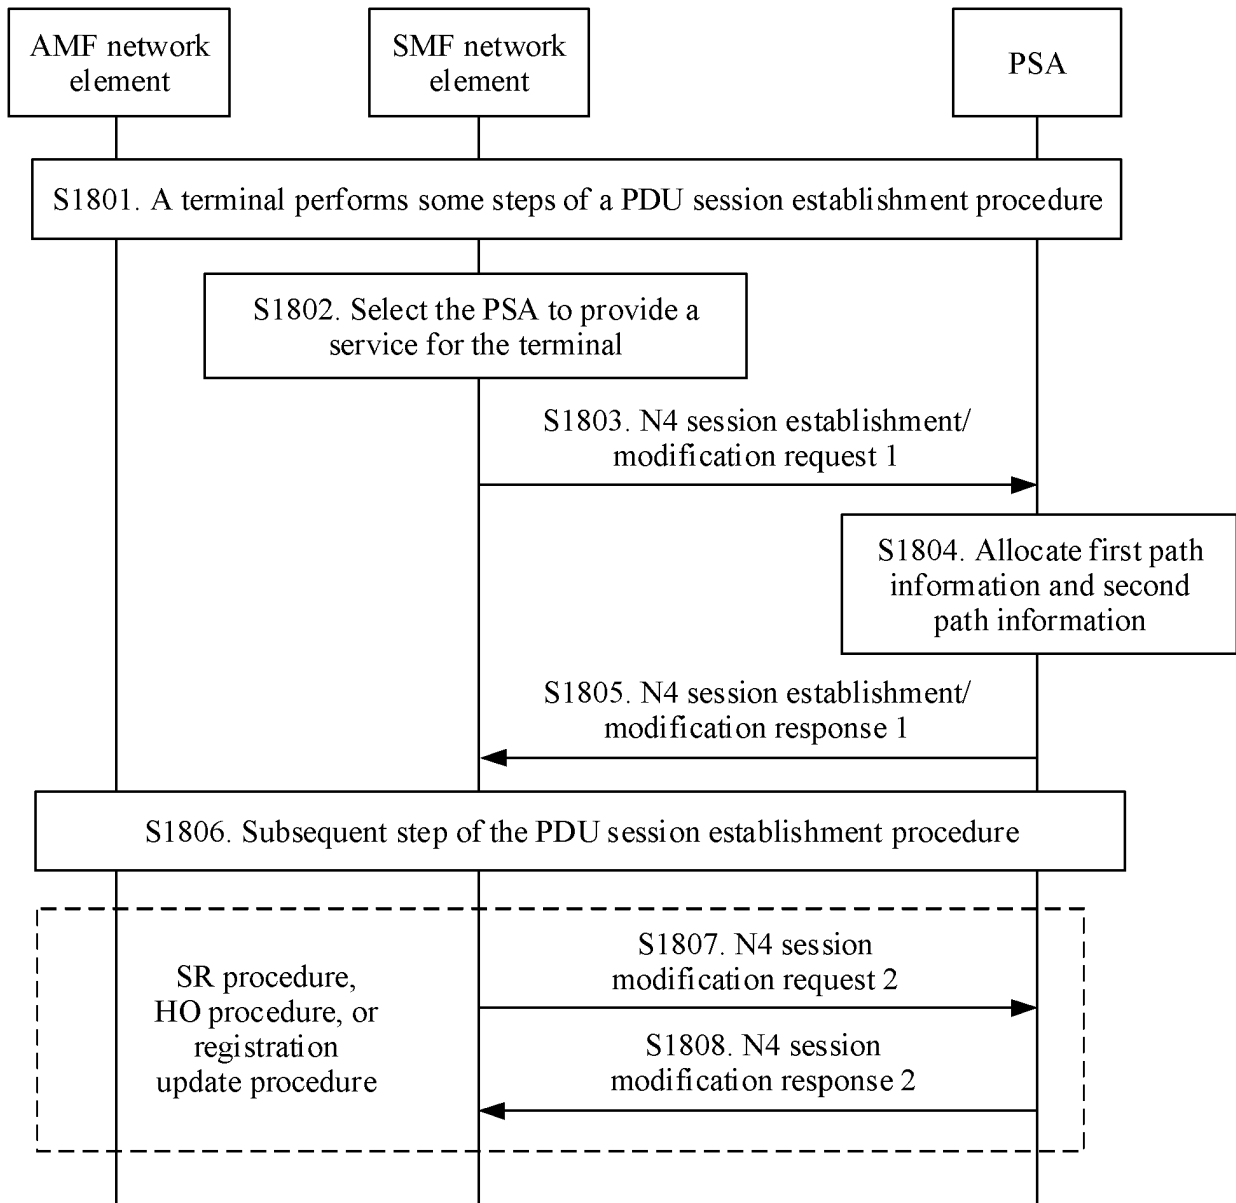 AMF network
element
SMF network
element
PSA
S1801. A terminal performs some steps of a PDU session establishment procedure
S1802. Select the PSA to provide a
service for the terminal
S1803. N4 session establishment/
modification request 1
S1804. Allocate first path
information and second
path information
S1805. N4 session establishment/
modification response 1
S1806. Subsequent step of the PDU session establishment procedure
SR procedure,
HO procedure, or
registration
update procedure
S1807. N4 session
modification request 2
S1808. N4 session
modification response 2